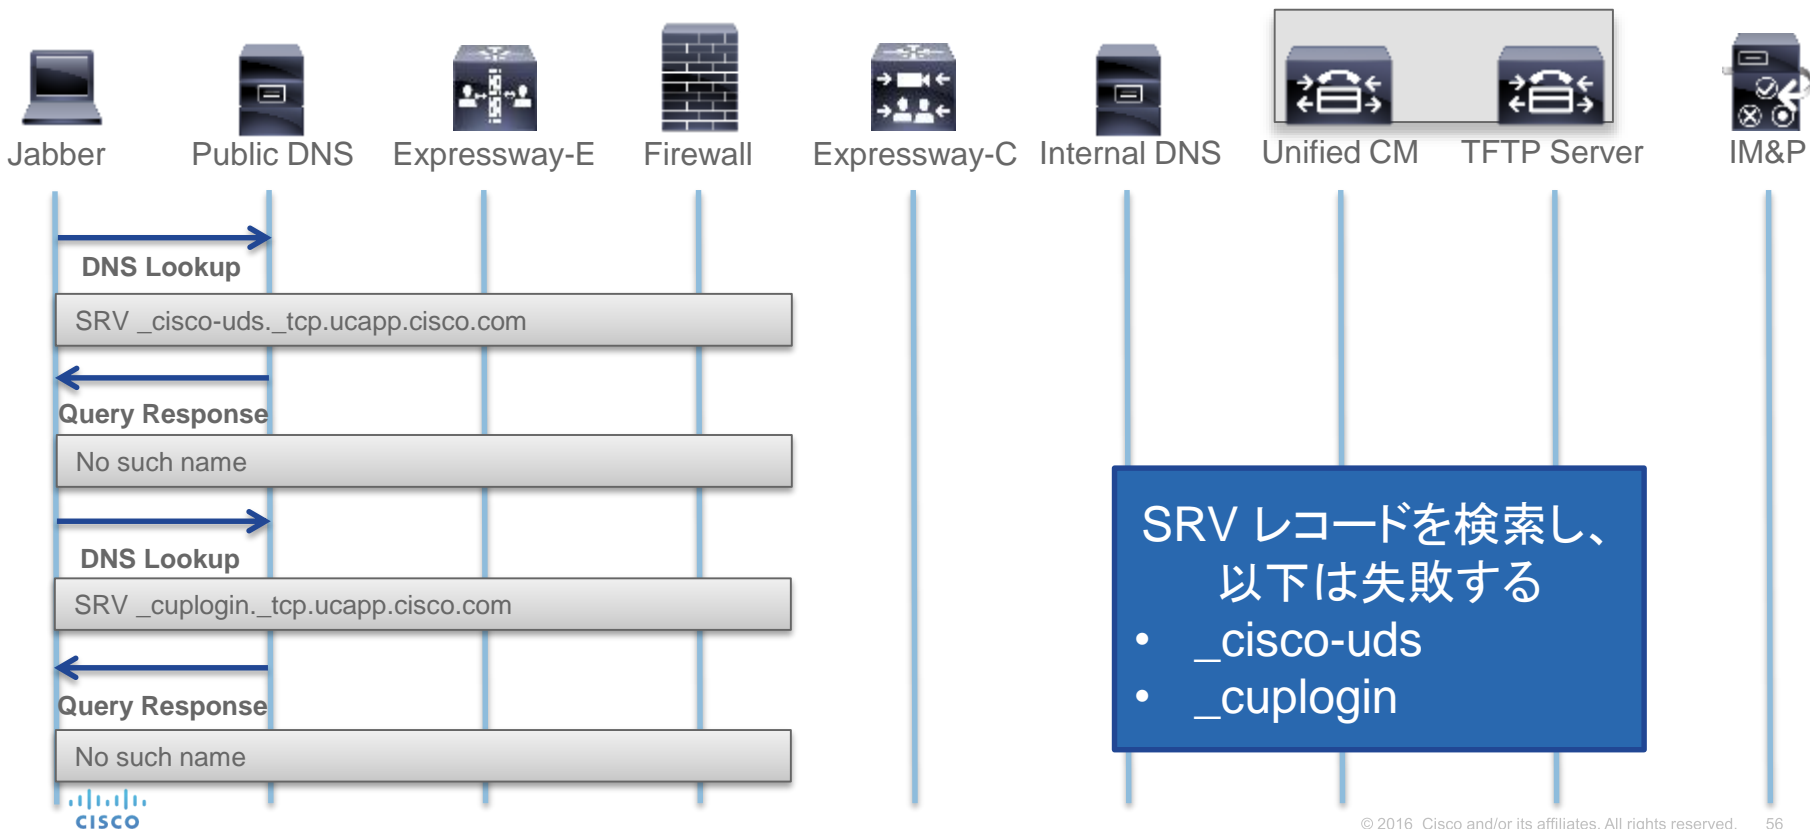 Jabber
Public DNS
Expressway-E
Firewall
Expressway-C
Internal DNS
Unified CM
TFTP Server
IM&P
DNS Lookup
SRV _cisco-uds._tcp.ucapp.cisco.com
Query Response
No such name
DNS Lookup
SRV _cuplogin._tcp.ucapp.cisco.com
Query Response
No such name
SRV レコードを検索し、
以下は失敗する
• _cisco-uds
• _cuplogin
CISCO
© 2016 Cisco and/or its affiliates. All rights reserved. 56